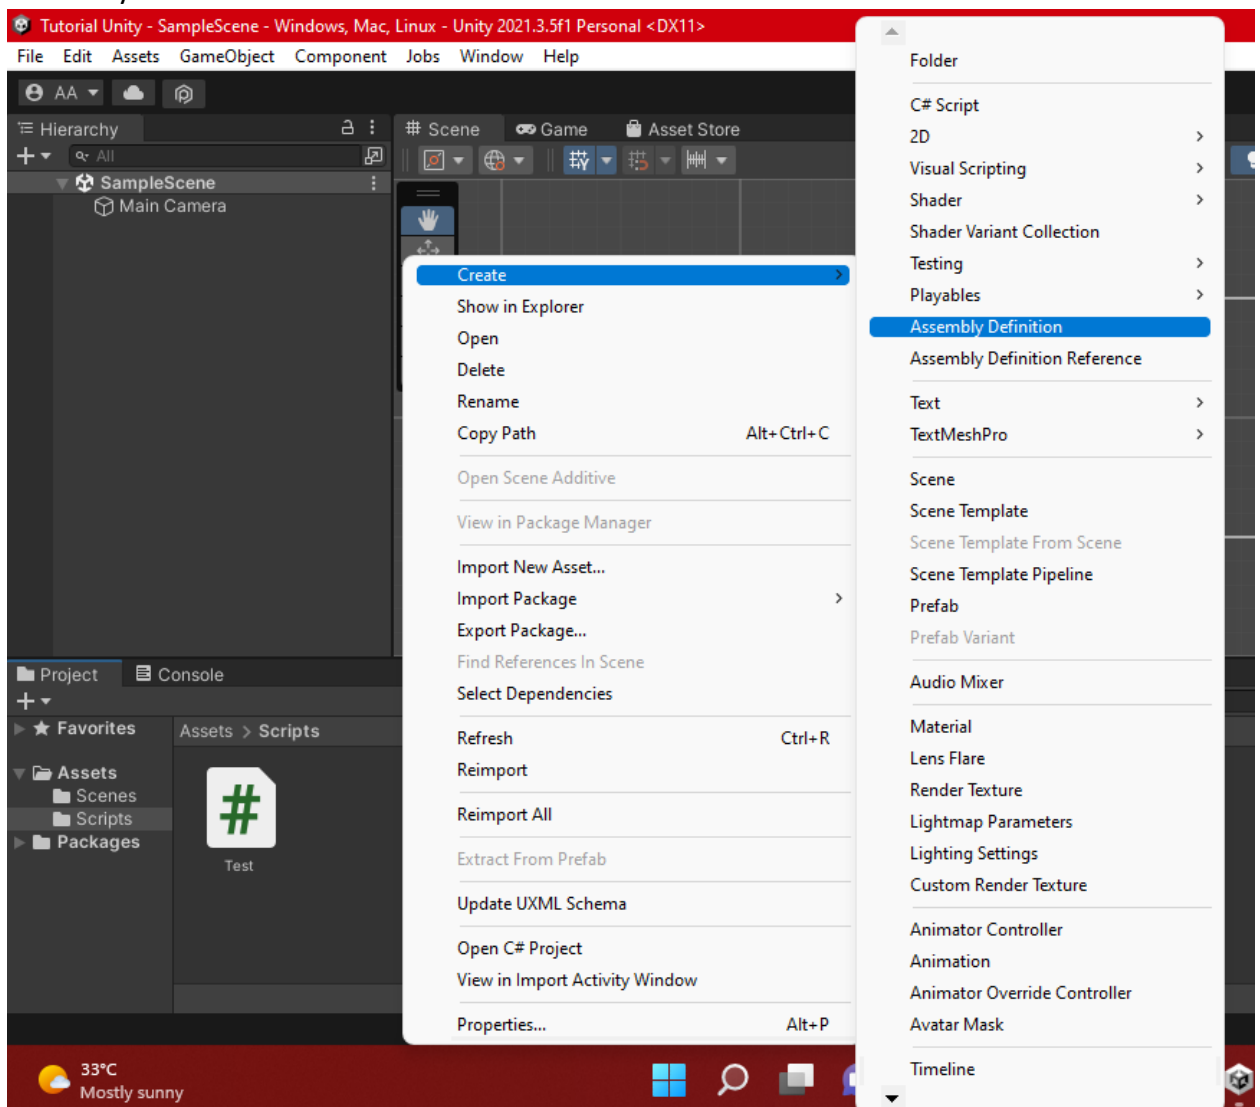 Tutorial Unity - SampleScene - Windows, Mac, Linux - Unity 2021.3.5f1 Personal <DX11>
File Edit Assets GameObject Component Jobs Window Help
AA
Hierarchy
All
SampleScene
Main Camera
Scene Game Asset Store
Create
Show in Explorer
Open
Delete
Rename
Copy Path Alt+Ctrl+C
Open Scene Additive
View in Package Manager
Import New Asset...
Import Package
Export Package...
Find References In Scene
Select Dependencies
Refresh Ctrl+R
Reimport
Reimport All
Extract From Prefab
Update UXML Schema
Open C# Project
View in Import Activity Window
Properties... Alt+P
Folder
C# Script
2D
Visual Scripting
Shader
Shader Variant Collection
Testing
Playables
Assembly Definition
Assembly Definition Reference
Text
TextMeshPro
Scene
Scene Template
Scene Template From Scene
Scene Template Pipeline
Prefab
Prefab Variant
Audio Mixer
Material
Lens Flare
Render Texture
Lightmap Parameters
Lighting Settings
Custom Render Texture
Animator Controller
Animation
Animator Override Controller
Avatar Mask
Timeline
Project Console
Favorites
Assets
Scenes
Scripts
Packages
Assets > Scripts
#
Test
33°C
Mostly sunny